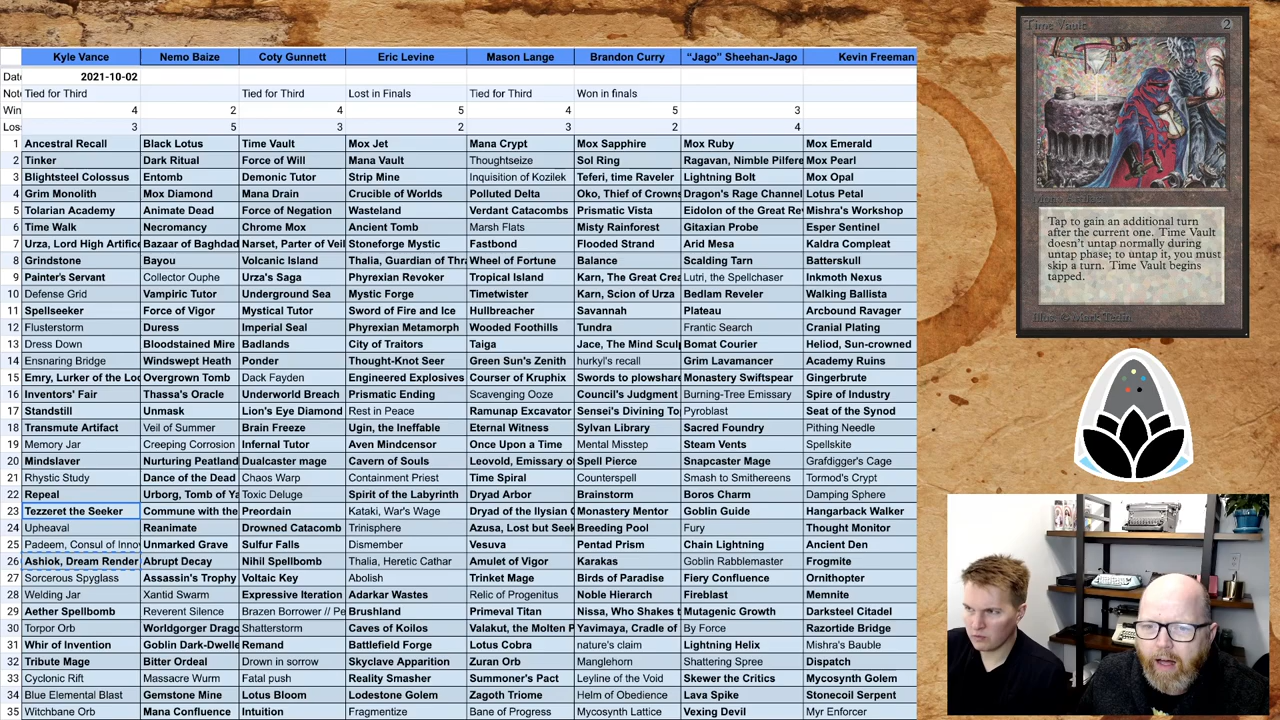 Kyle Vance Nemo Baize Coty Gunnett Eric Levine Mason Lange Brandon Curry “Jago” Sheehan-Jago Kevin Freeman
Date 2021-10-02
Not Tied for Third Tied for Third Lost in Finals Tied for Third Won in finals
Win 4 2 4 5 4 5 3
Los 3 5 3 2 3 2 4
1 Ancestral Recall Black Lotus Time Vault Mox Jet Mana Crypt Mox Sapphire Mox Ruby Mox Emerald
2 Tinker Dark Ritual Force of Will Mana Vault Thoughtseize Sol Ring Ragavan, Nimble Pilfere Mox Pearl
3 Blightsteel Colossus Entomb Demonic Tutor Strip Mine Inquisition of Kozilek Teferi, time Raveler Lightning Bolt Mox Opal
4 Grim Monolith Mox Diamond Mana Drain Crucible of Worlds Polluted Delta Oko, Thief of Crowns Dragon's Rage Channel Lotus Petal
5 Tolarian Academy Animate Dead Force of Negation Wasteland Verdant Catacombs Prismatic Vista Eidolon of the Great Re Mishra's Workshop
6 Time Walk Necromancy Chrome Mox Ancient Tomb Marsh Flats Misty Rainforest Gitaxian Probe Esper Sentinel
7 Urza, Lord High Artifice Bazaar of Baghdad Narset, Parter of Veil Stoneforge Mystic Fastbond Flooded Strand Arid Mesa Kaldra Compleat
8 Grindstone Bayou Volcanic Island Thalia, Guardian of Thr Wheel of Fortune Balance Scalding Tarn Batterskull
9 Painter's Servant Collector Ouphe Urza's Saga Phyrexian Revoker Tropical Island Karn, The Great Crea Lutri, the Spellchaser Inkmoth Nexus
10 Defense Grid Vampiric Tutor Underground Sea Mystic Forge Timetwister Karn, Scion of Urza Bedlam Reveler Walking Ballista
11 Spellseeker Force of Vigor Mystical Tutor Sword of Fire and Ice Hullbreacher Savannah Plateau Arcbound Ravager
12 Flusterstorm Duress Imperial Seal Phyrexian Metamorph Wooded Foothills Tundra Frantic Search Cranial Plating
13 Dress Down Bloodstained Mire Badlands City of Traitors Taiga Jace, The Mind Sculp Bomat Courier Heliod, Sun-crowned
14 Ensnaring Bridge Windswept Heath Ponder Thought-Knot Seer Green Sun's Zenith hurkyl's recall Grim Lavamancer Academy Ruins
15 Emry, Lurker of the Loc Overgrown Tomb Dack Fayden Engineered Explosives Courser of Kruphix Swords to plowshare Monastery Swiftspear Gingerbrute
16 Inventors' Fair Thassa's Oracle Underworld Breach Prismatic Ending Scavenging Ooze Council's Judgment Burning-Tree Emissary Spire of Industry
17 Standstill Unmask Lion's Eye Diamond Rest in Peace Ramunap Excavator Sensei's Divining To Pyroblast Seat of the Synod
18 Transmute Artifact Veil of Summer Brain Freeze Ugin, the Ineffable Eternal Witness Sylvan Library Sacred Foundry Pithing Needle
19 Memory Jar Creeping Corrosion Infernal Tutor Aven Mindcensor Once Upon a Time Mental Misstep Steam Vents Spellskite
20 Mindslaver Nurturing Peatland Dualcaster mage Cavern of Souls Leovold, Emissary o Spell Pierce Snapcaster Mage Grafdigger's Cage
21 Rhystic Study Dance of the Dead Chaos Warp Containment Priest Time Spiral Counterspell Smash to Smithereens Tormod's Crypt
22 Repeal Urborg, Tomb of Ya Toxic Deluge Spirit of the Labyrinth Dryad Arbor Brainstorm Boros Charm Damping Sphere
23 Tezzeret the Seeker Commune with the Preordain Kataki, War's Wage Dryad of the Ilysian Monastery Mentor Goblin Guide Hangarback Walker
24 Upheaval Reanimate Drowned Catacomb Trinisphere Azusa, Lost but Seek Breeding Pool Fury Thought Monitor
25 Padeem, Consul of Inno Unmarked Grave Sulfur Falls Dismember Vesuva Pentad Prism Chain Lightning Ancient Den
26 Ashiok, Dream Render Abrupt Decay Nihil Spellbomb Thalia, Heretic Cathar Amulet of Vigor Karakas Goblin Rabblemaster Frogmite
27 Sorcerous Spyglass Assassin's Trophy Voltaic Key Abolish Trinket Mage Birds of Paradise Fiery Confluence Ornithopter
28 Welding Jar Xantid Swarm Expressive Iteration Adarkar Wastes Relic of Progenitus Noble Hierarch Fireblast Memnite
29 Aether Spellbomb Reverent Silence Brazen Borrower // Pe Brushland Primeval Titan Nissa, Who Shakes t Mutagenic Growth Darksteel Citadel
30 Torpor Orb Worldgorger Drago Shatterstorm Caves of Koilos Valakut, the Molten P Yavimaya, Cradle of By Force Razortide Bridge
31 Whir of Invention Goblin Dark-Dwelle Remand Battlefield Forge Lotus Cobra nature's claim Lightning Helix Mishra's Bauble
32 Tribute Mage Bitter Ordeal Drown in sorrow Skyclave Apparition Zuran Orb Manglehorn Shattering Spree Dispatch
33 Cyclonic Rift Massacre Wurm Fatal push Reality Smasher Summoner's Pact Leyline of the Void Skewer the Critics Mycosynth Golem
34 Blue Elemental Blast Gemstone Mine Lotus Bloom Lodestone Golem Zagoth Triome Helm of Obedience Lava Spike Stonecoil Serpent
35 Witchbane Orb Mana Confluence Intuition Fragmentize Bane of Progress Mycosynth Lattice Vexing Devil Myr Enforcer
Time Vault 2
Mono Artifact
Tap to gain an additional turn
after the current one. Time Vault
doesn't untap normally during
untap phase; to untap it, you must
skip a turn. Time Vault begins
tapped.
Illus. © Mark Tedin